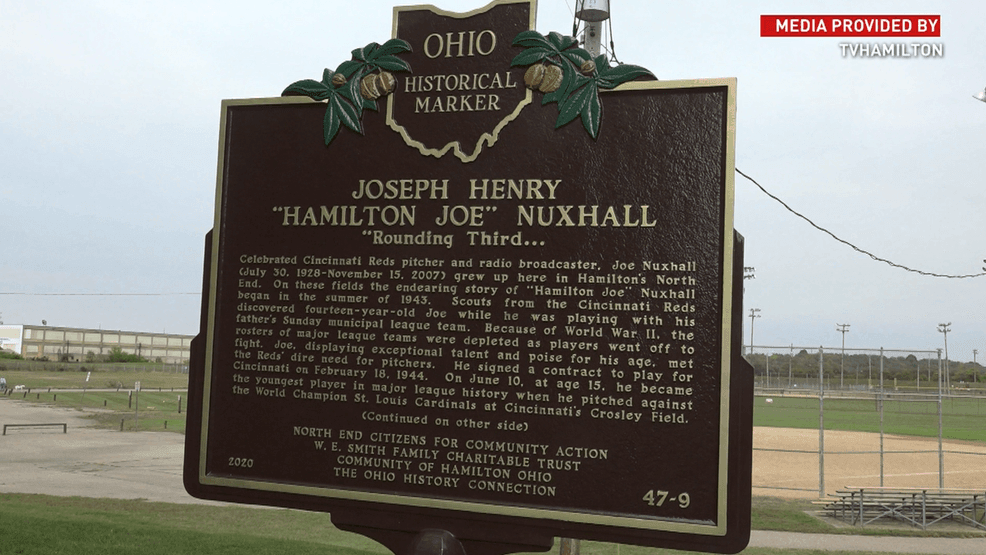 MEDIA PROVIDED BY
TVHAMILTON
OHIO
HISTORICAL
MARKER
JOSEPH HENRY
"HAMILTON JOE" NUXHALL
"Rounding Third...
Celebrated Cincinnati Reds pitcher and radio broadcaster, Joe Nuxhall
(July 30, 1928-November 15, 2007) grew up here in Hamilton's North
End. On these fields the endearing story of "Hamilton Joe" Nuxhall
began in the summer of 1943. Scouts from the Cincinnati Reds
discovered fourteen-year-old Joe while he was playing with his
father's Sunday municipal league team. Because of World War II, the
rosters of major league teams were depleted as players went off to
fight. Joe, displaying exceptional talent and poise for his age, met
the Reds' dire need for pitchers. He signed a contract to play for
Cincinnati on February 18, 1944. On June 10, at age 15, he became
the youngest player in major league history when he pitched against
the World Champion St. Louis Cardinals at Cincinnati's Crosley Field.
(Continued on other side)
NORTH END CITIZENS FOR COMMUNITY ACTION
W. E. SMITH FAMILY CHARITABLE TRUST
COMMUNITY OF HAMILTON OHIO
THE OHIO HISTORY CONNECTION
2020
47-9